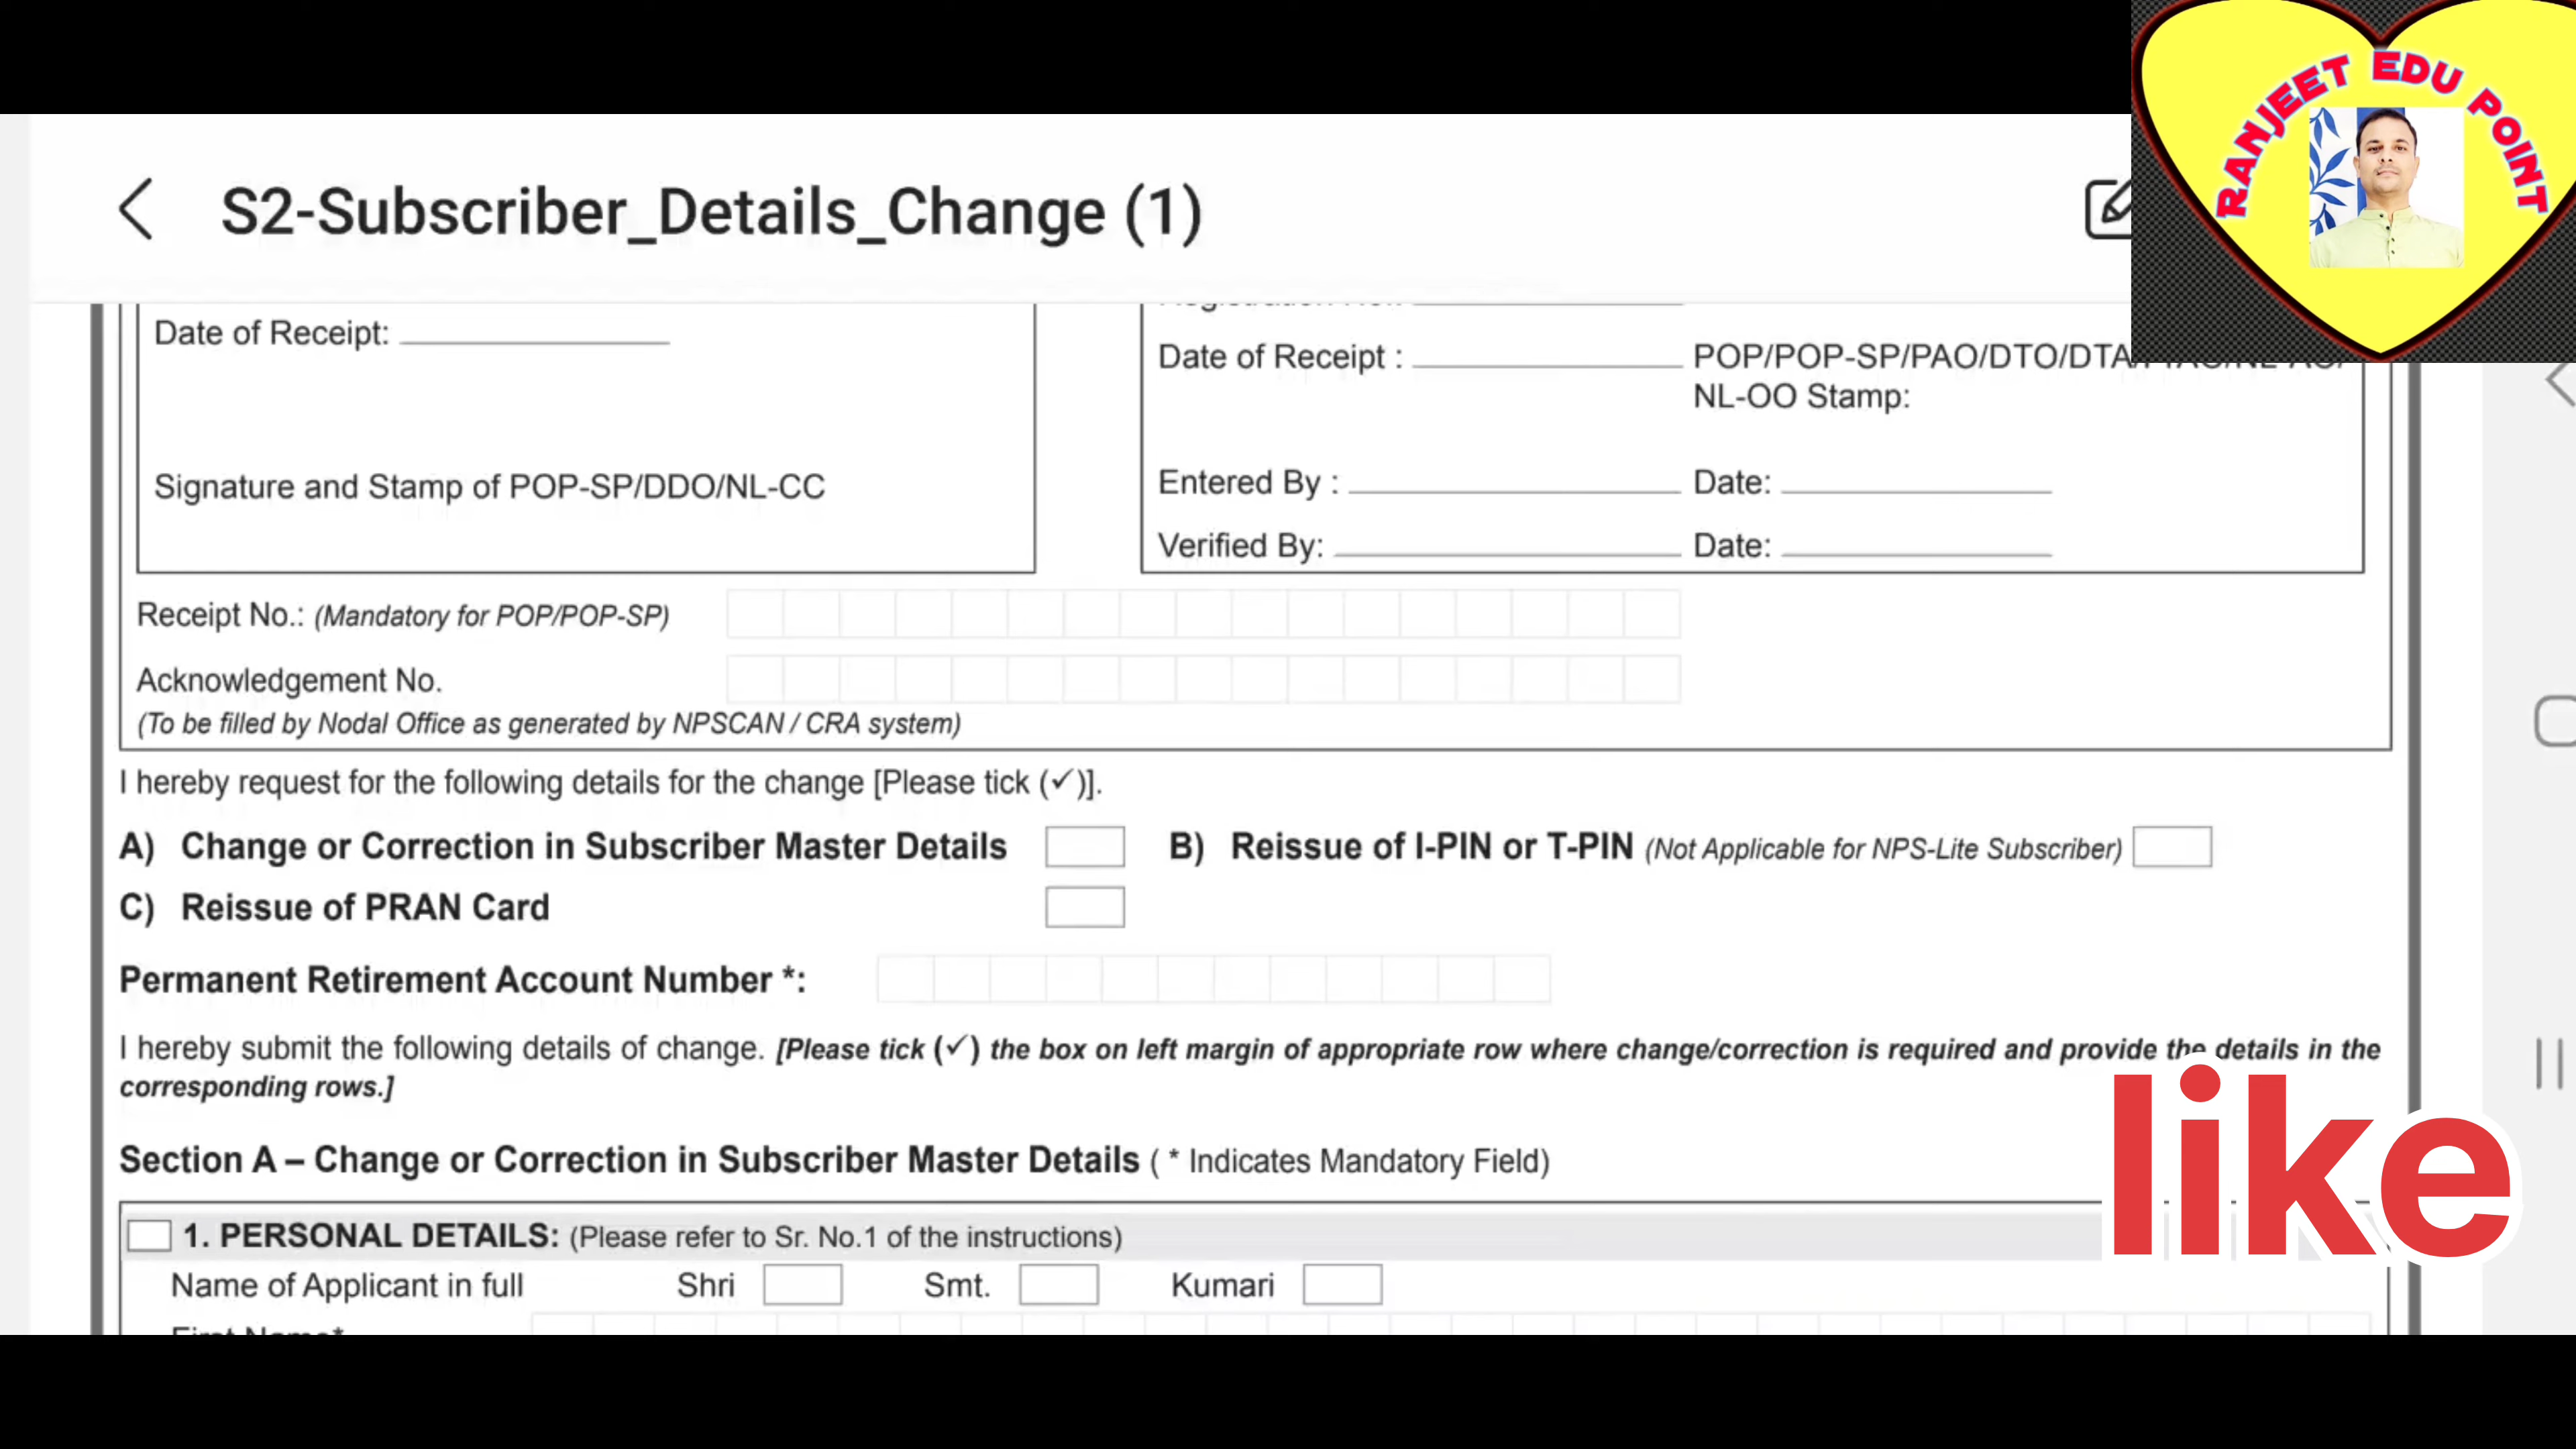 RANJEET EDU POINT
S2-Subscriber_Details_Change (1)
Date of Receipt:
Signature and Stamp of POP-SP/DDO/NL-CC
Date of Receipt :
POP/POP-SP/PAO/DTO/DTA/
NL-OO Stamp:
Entered By :
Date:
Verified By:
Date:
Receipt No.: (Mandatory for POP/POP-SP)
Acknowledgement No.
(To be filled by Nodal Office as generated by NPSCAN / CRA system)
I hereby request for the following details for the change [Please tick (✓)].
A) Change or Correction in Subscriber Master Details
B) Reissue of I-PIN or T-PIN (Not Applicable for NPS-Lite Subscriber)
C) Reissue of PRAN Card
Permanent Retirement Account Number *:
I hereby submit the following details of change. [Please tick (✓) the box on left margin of appropriate row where change/correction is required and provide the details in the
corresponding rows.]
like
Section A – Change or Correction in Subscriber Master Details ( * Indicates Mandatory Field)
1. PERSONAL DETAILS: (Please refer to Sr. No.1 of the instructions)
Name of Applicant in full Shri Smt. Kumari
First Name*